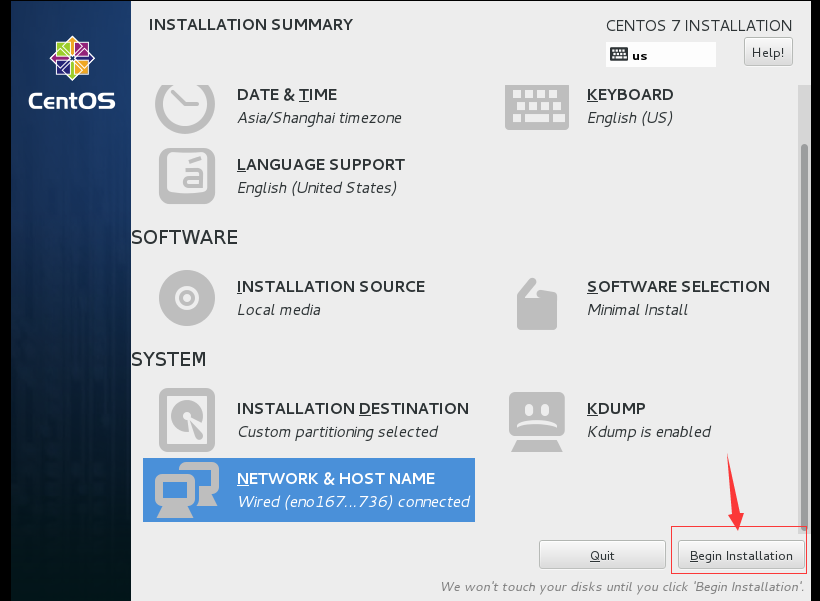 INSTALLATION SUMMARY
CENTOS 7 INSTALLATION
us
Help!
CentOS
DATE & TIME
Asia/Shanghai timezone
KEYBOARD
English (US)
á
LANGUAGE SUPPORT
English (United States)
SOFTWARE
INSTALLATION SOURCE
Local media
SOFTWARE SELECTION
Minimal Install
SYSTEM
INSTALLATION DESTINATION
Custom partitioning selected
KDUMP
Kdump is enabled
NETWORK & HOST NAME
Wired (eno167...736) connected
Quit
Begin Installation
We won't touch your disks until you click 'Begin Installation'.